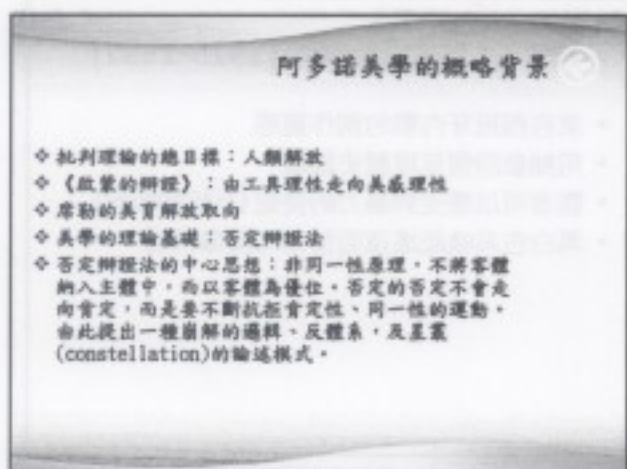 阿多諾美學的概略背景
❖ 批判理論的總目標：人類解放
❖ 《啟蒙的辯證》：由工具理性走向美感理性
❖ 席勒的美育解放取向
❖ 美學的理論基礎：否定辯證法
❖ 否定辯證法的中心思想：非同一性原理。不將客體
納入主體中，而以客體為優位。否定的否定不會走
向肯定，而是要不斷抗拒肯定性、同一性的運動。
由此提出一種崩解的邏輯、反體系，及星叢
(constellation)的論述模式。